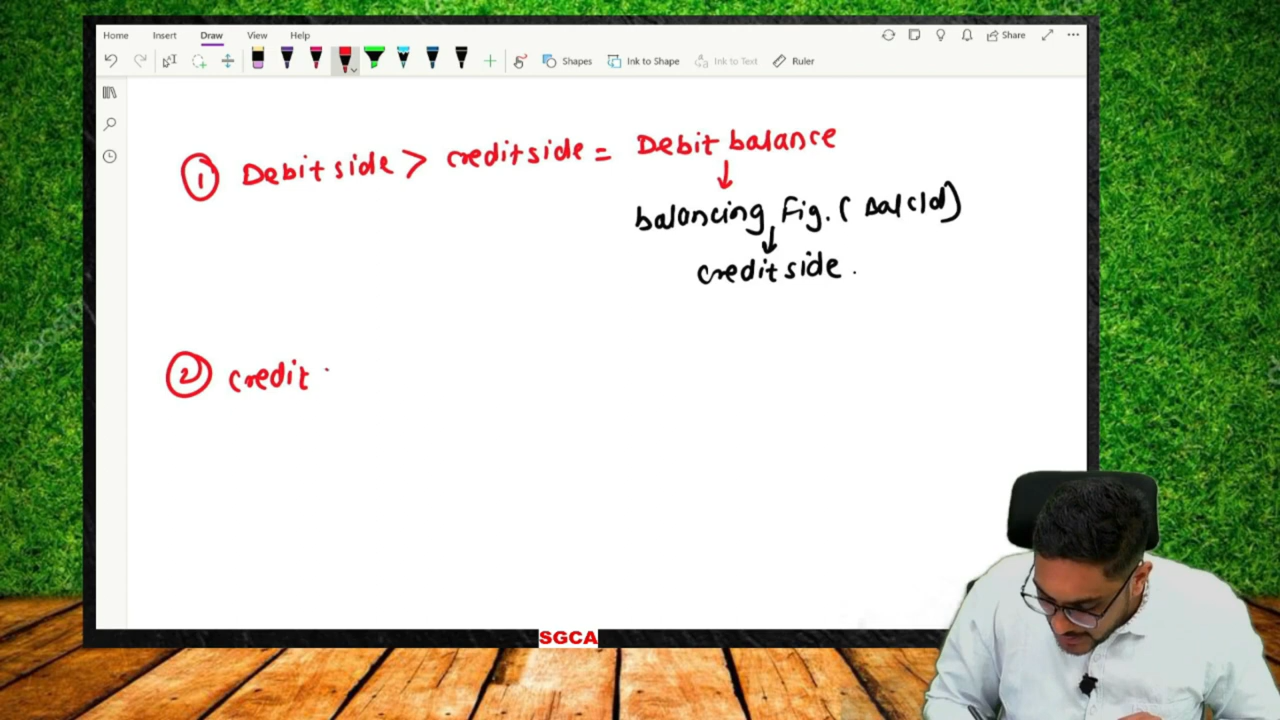 Home Insert Draw View Help
Share
Shapes Ink to Shape Ink to Text Ruler
1 Debit side > credit side = Debit balance
balancing Fig. ( Bal c/d)
credit side.
2 credit
SGCA